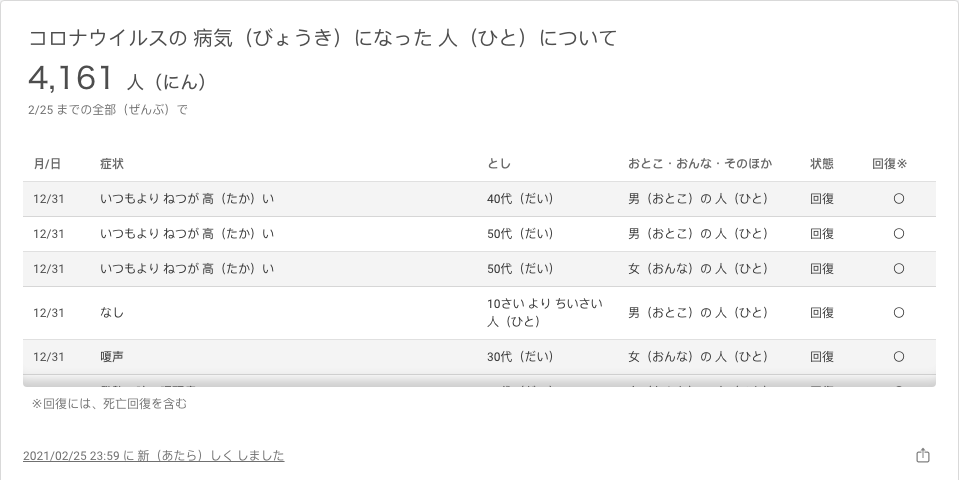 コロナウイルスの 病気（びょうき）になった 人（ひと）について
4,161 人（にん）
2/25 までの全部（ぜんぶ）で
月/日 症状 とし おとこ・おんな・そのほか 状態 回復※
12/31 いつもより ねつが 高（たか）い 40代（だい） 男（おとこ）の 人（ひと） 回復 〇
12/31 いつもより ねつが 高（たか）い 50代（だい） 男（おとこ）の 人（ひと） 回復 〇
12/31 いつもより ねつが 高（たか）い 50代（だい） 女（おんな）の 人（ひと） 回復 〇
12/31 なし 10さい より ちいさい 人（ひと） 男（おとこ）の 人（ひと） 回復 〇
12/31 嗄声 30代（だい） 女（おんな）の 人（ひと） 回復 〇
※回復には、死亡回復を含む
2021/02/25 23:59 に 新（あたら）しく しました